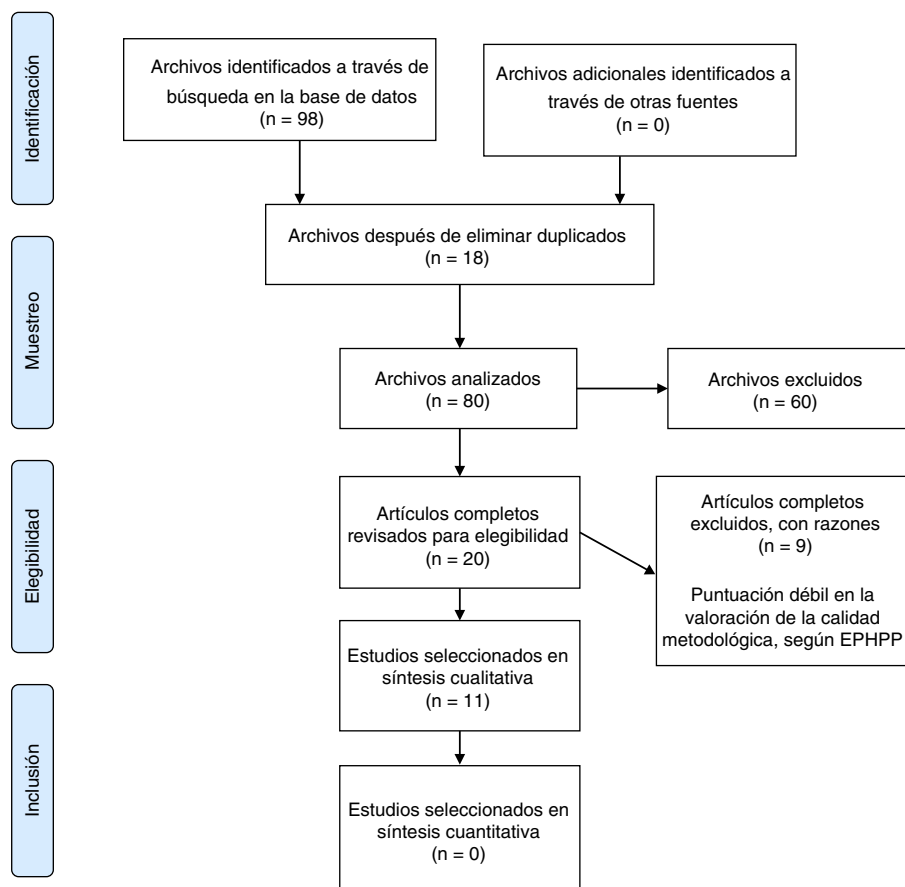 Identificación
Archivos identificados a través de
búsqueda en la base de datos
(n = 98)
Archivos adicionales identificados a
través de otras fuentes
(n = 0)
Archivos después de eliminar duplicados
(n = 18)
Muestreo
Archivos analizados
(n = 80)
Archivos excluidos
(n = 60)
Elegibilidad
Artículos completos
revisados para elegibilidad
(n = 20)
Artículos completos
excluidos, con razones
(n = 9)
Puntuación débil en la
valoración de la calidad
metodológica, según EPHPP
Estudios seleccionados en
síntesis cualitativa
(n = 11)
Inclusión
Estudios seleccionados en
síntesis cuantitativa
(n = 0)